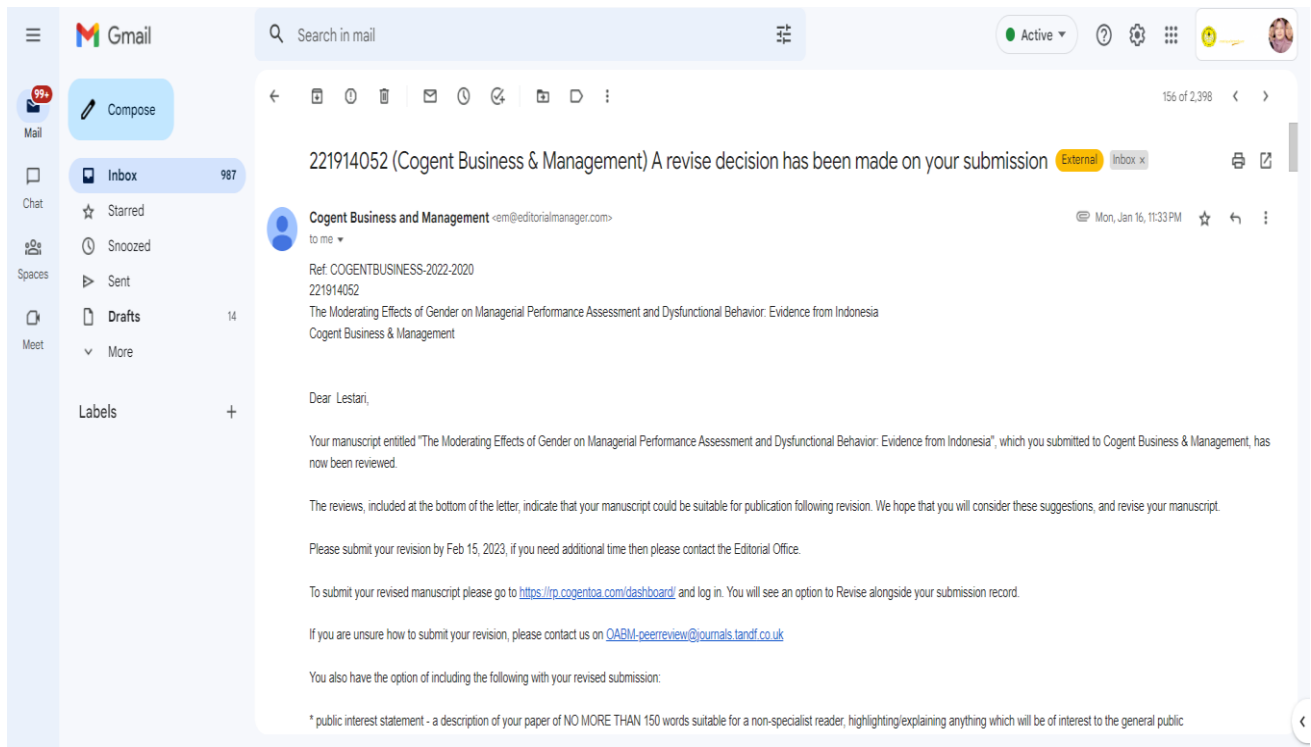 Gmail
Search in mail
Active
99+
Mail
Compose
156 of 2,398
Inbox 987
Chat
Starred
Snoozed
Spaces
Sent
Drafts 14
Meet
More
Labels
221914052 (Cogent Business & Management) A revise decision has been made on your submission External Inbox x
Cogent Business and Management <em@editorialmanager.com> Mon, Jan 16, 11:33 PM
to me
Ref: COGENTBUSINESS-2022-2020
221914052
The Moderating Effects of Gender on Managerial Performance Assessment and Dysfunctional Behavior: Evidence from Indonesia
Cogent Business & Management
Dear Lestari,
Your manuscript entitled "The Moderating Effects of Gender on Managerial Performance Assessment and Dysfunctional Behavior: Evidence from Indonesia", which you submitted to Cogent Business & Management, has
now been reviewed.
The reviews, included at the bottom of the letter, indicate that your manuscript could be suitable for publication following revision. We hope that you will consider these suggestions, and revise your manuscript.
Please submit your revision by Feb 15, 2023, if you need additional time then please contact the Editorial Office.
To submit your revised manuscript please go to https://rp.cogentoa.com/dashboard/ and log in. You will see an option to Revise alongside your submission record.
If you are unsure how to submit your revision, please contact us on OABM-peerreview@journals.tandf.co.uk
You also have the option of including the following with your revised submission:
* public interest statement - a description of your paper of NO MORE THAN 150 words suitable for a non-specialist reader, highlighting/explaining anything which will be of interest to the general public